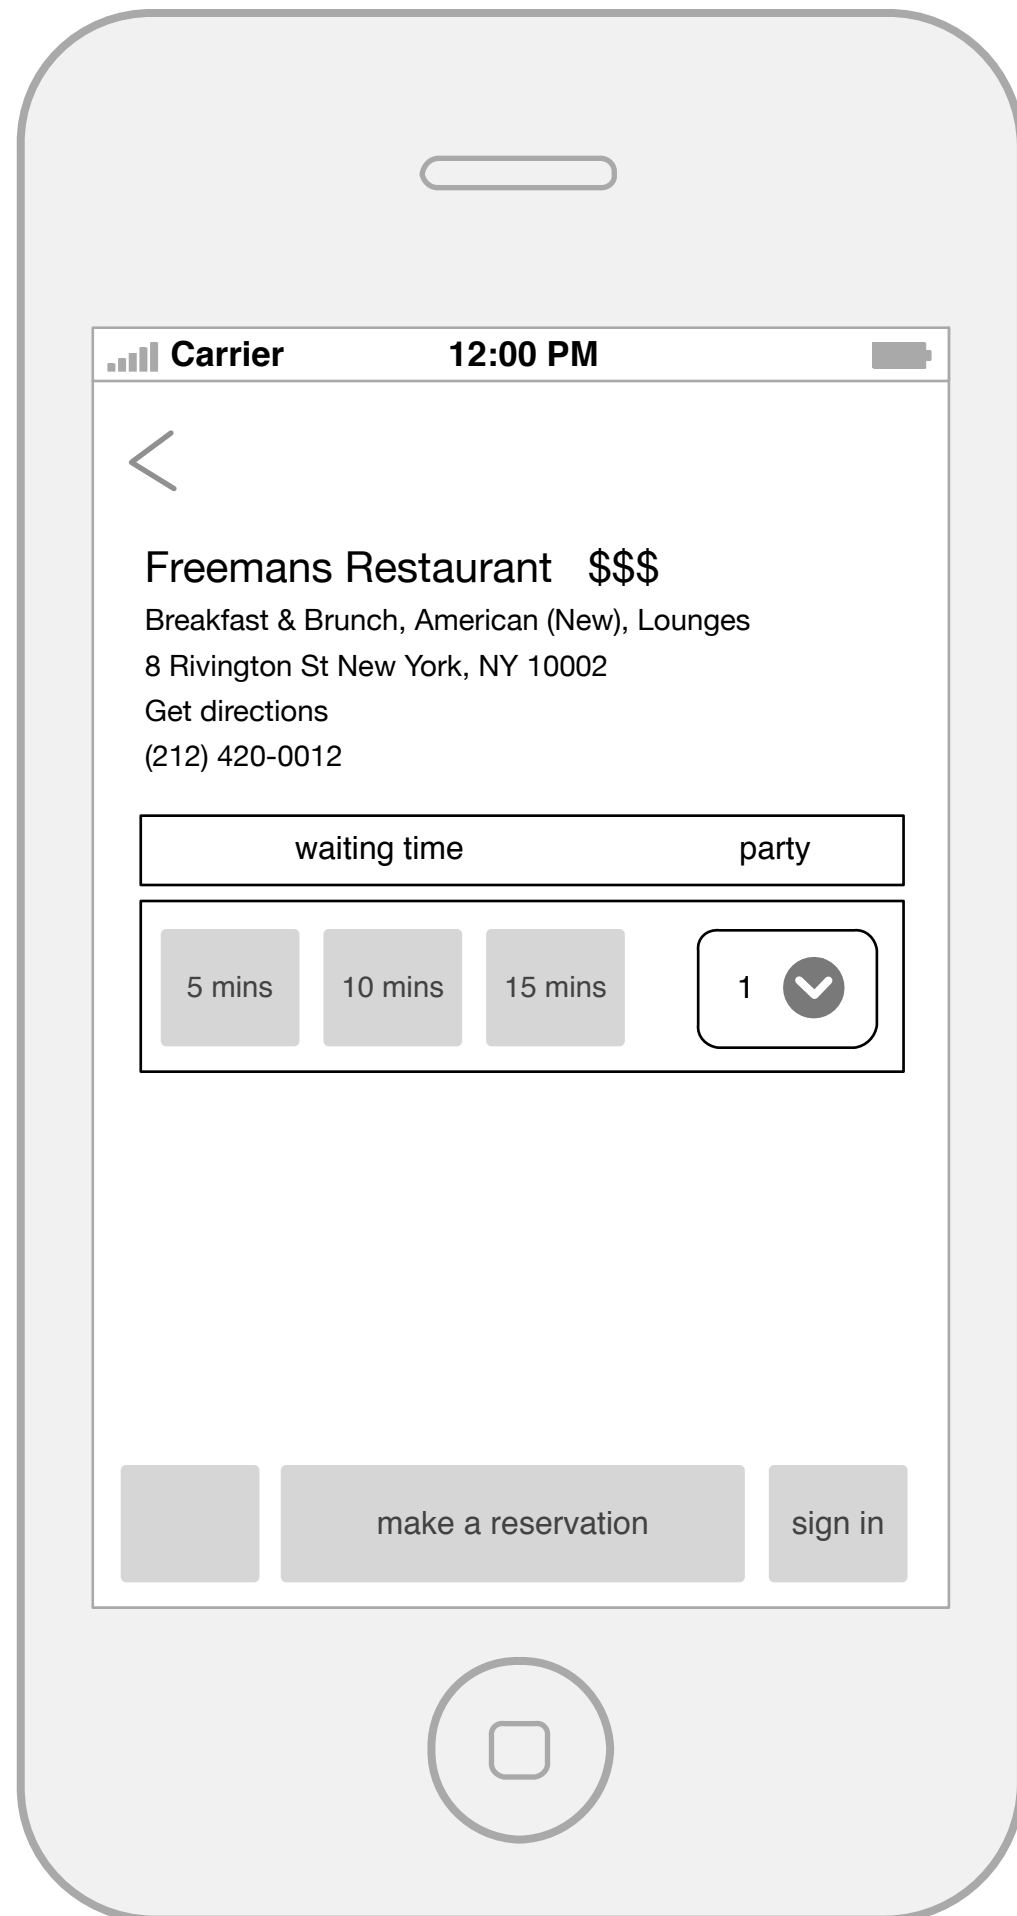 Carrier 12:00 PM
Freemans Restaurant $$$
Breakfast & Brunch, American (New), Lounges
8 Rivington St New York, NY 10002
Get directions
(212) 420-0012
waiting time party
5 mins 10 mins 15 mins 1
make a reservation sign in